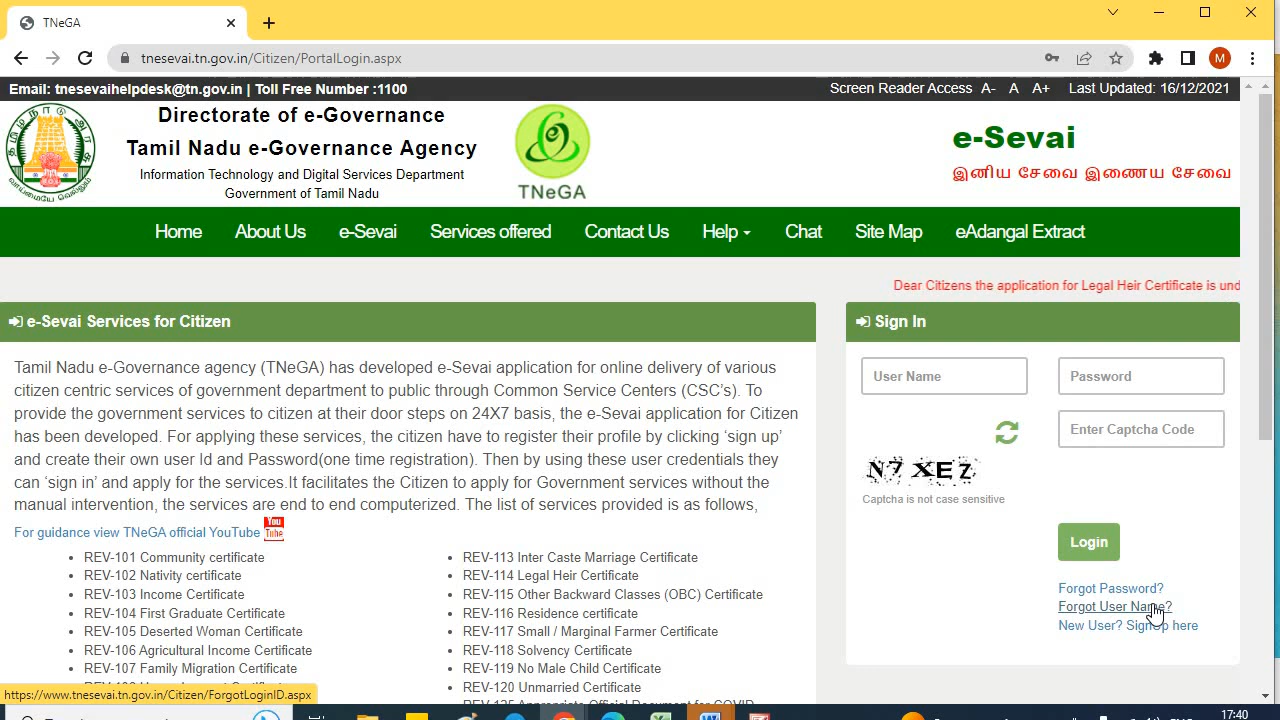 TNeGA
tnesevai.tn.gov.in/Citizen/PortalLogin.aspx
M
Email: tnesevaihelpdesk@tn.gov.in | Toll Free Number :1100
Screen Reader Access A- A A+ Last Updated: 16/12/2021
Directorate of e-Governance
Tamil Nadu e-Governance Agency
Information Technology and Digital Services Department
Government of Tamil Nadu
TNeGA
e-Sevai
இனிய சேவை இணைய சேவை
Home About Us e-Sevai Services offered Contact Us Help Chat Site Map eAdangal Extract
Dear Citizens the application for Legal Heir Certificate is und
e-Sevai Services for Citizen
Tamil Nadu e-Governance agency (TNeGA) has developed e-Sevai application for online delivery of various
citizen centric services of government department to public through Common Service Centers (CSC's). To
provide the government services to citizen at their door steps on 24X7 basis, the e-Sevai application for Citizen
has been developed. For applying these services, the citizen have to register their profile by clicking ‘sign up’
and create their own user Id and Password(one time registration). Then by using these user credentials they
can ‘sign in’ and apply for the services.It facilitates the Citizen to apply for Government services without the
manual intervention, the services are end to end computerized. The list of services provided is as follows,
For guidance view TNeGA official YouTube You Tube
REV-101 Community certificate
REV-102 Nativity certificate
REV-103 Income Certificate
REV-104 First Graduate Certificate
REV-105 Deserted Woman Certificate
REV-106 Agricultural Income Certificate
REV-107 Family Migration Certificate
REV-113 Inter Caste Marriage Certificate
REV-114 Legal Heir Certificate
REV-115 Other Backward Classes (OBC) Certificate
REV-116 Residence certificate
REV-117 Small / Marginal Farmer Certificate
REV-118 Solvency Certificate
REV-119 No Male Child Certificate
REV-120 Unmarried Certificate
Sign In
User Name
Password
Enter Captcha Code
N7 XEZ
Captcha is not case sensitive
Login
Forgot Password?
Forgot User Name?
New User? Sign up here
https://www.tnesevai.tn.gov.in/Citizen/ForgotLoginID.aspx
17:40